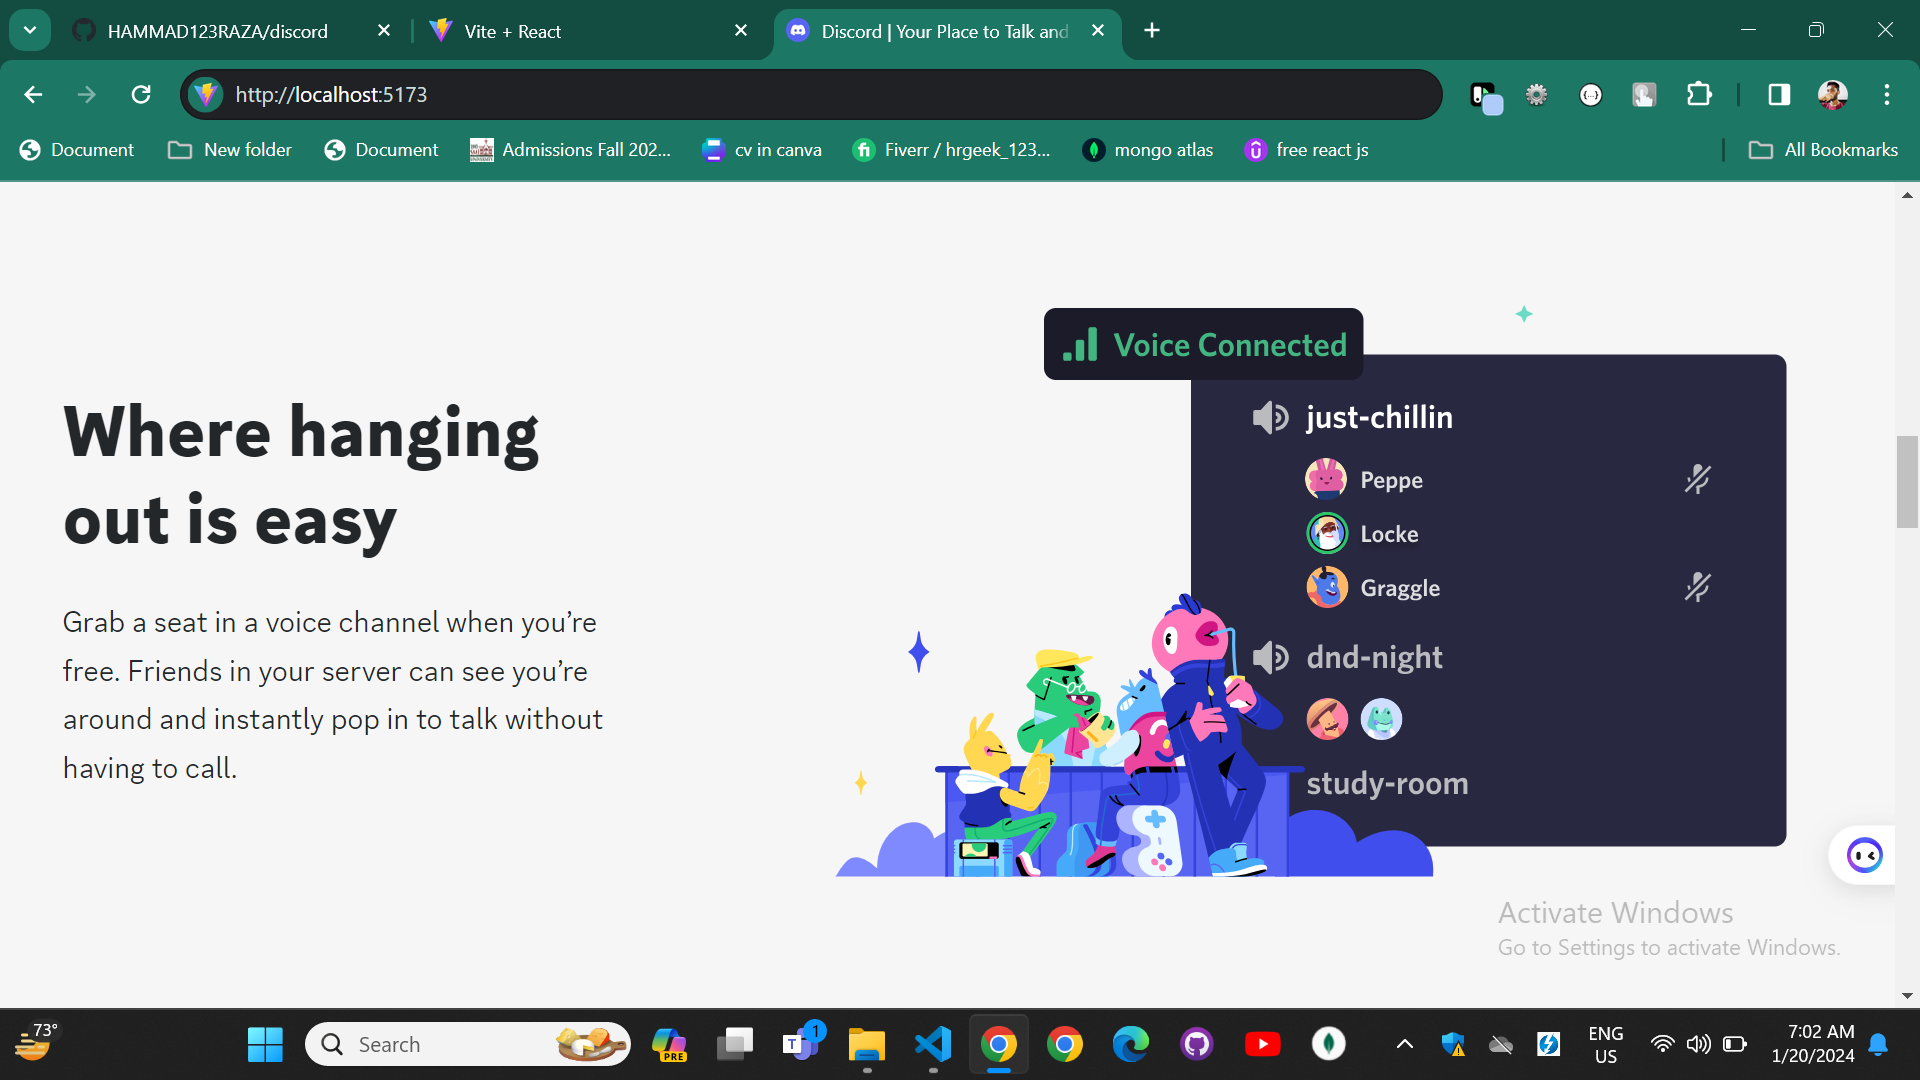 HAMMAD123RAZA/discord
Vite + React
Discord | Your Place to Talk and
http://localhost:5173
Document
New folder
Document
Admissions Fall 202...
cv in canva
Fiverr / hrgeek_123...
mongo atlas
free react js
All Bookmarks
Voice Connected
just-chillin
Peppe
Locke
Graggle
dnd-night
study-room
Where hanging
out is easy
Grab a seat in a voice channel when you’re
free. Friends in your server can see you’re
around and instantly pop in to talk without
having to call.
Activate Windows
Go to Settings to activate Windows.
73°
Search
PRE
T
1
ENG
US
7:02 AM
1/20/2024